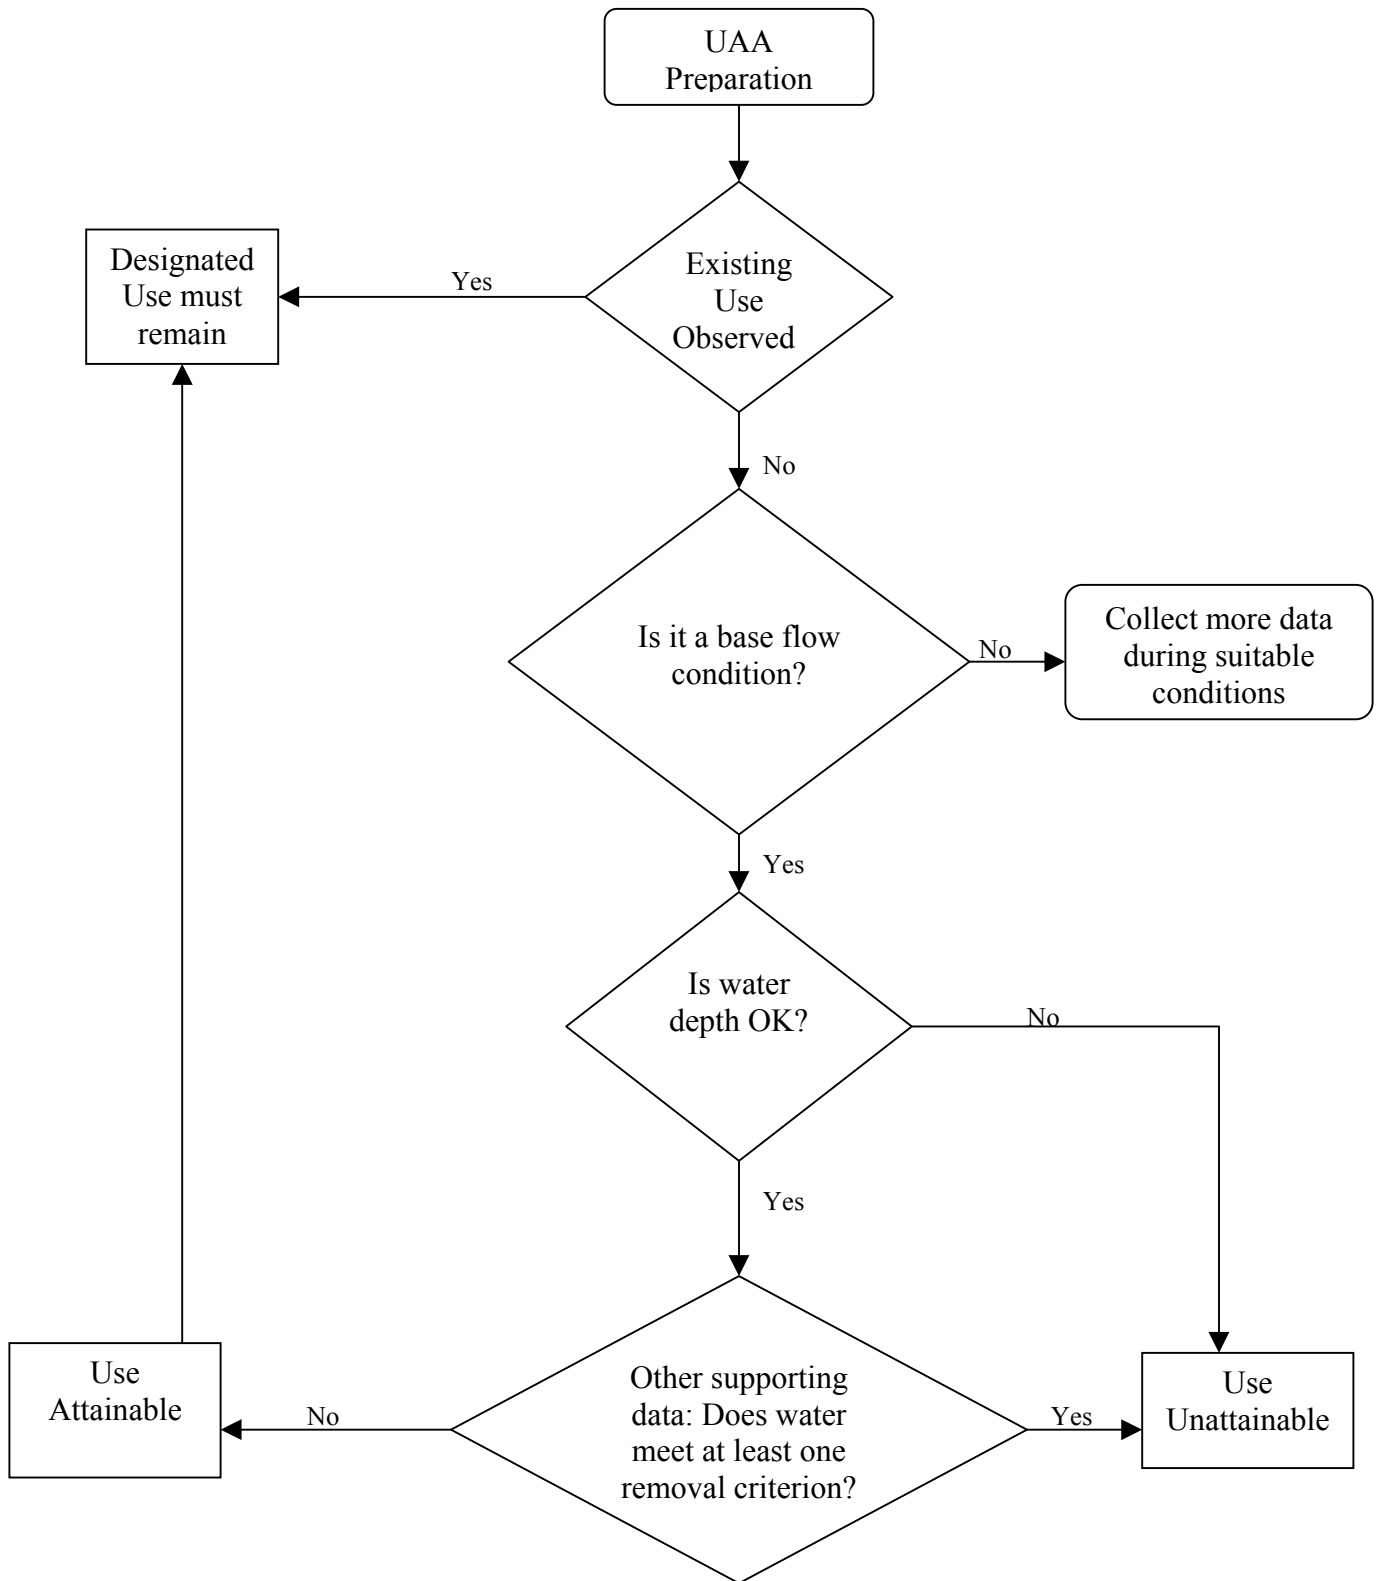 UAA
Preparation
Existing
Use
Observed
Yes
Designated
Use must
remain
No
Is it a base flow
condition?
No
Collect more data
during suitable
conditions
Yes
Is water
depth OK?
No
Yes
Other supporting
data: Does water
meet at least one
removal criterion?
No
Use
Attainable
Yes
Use
Unattainable